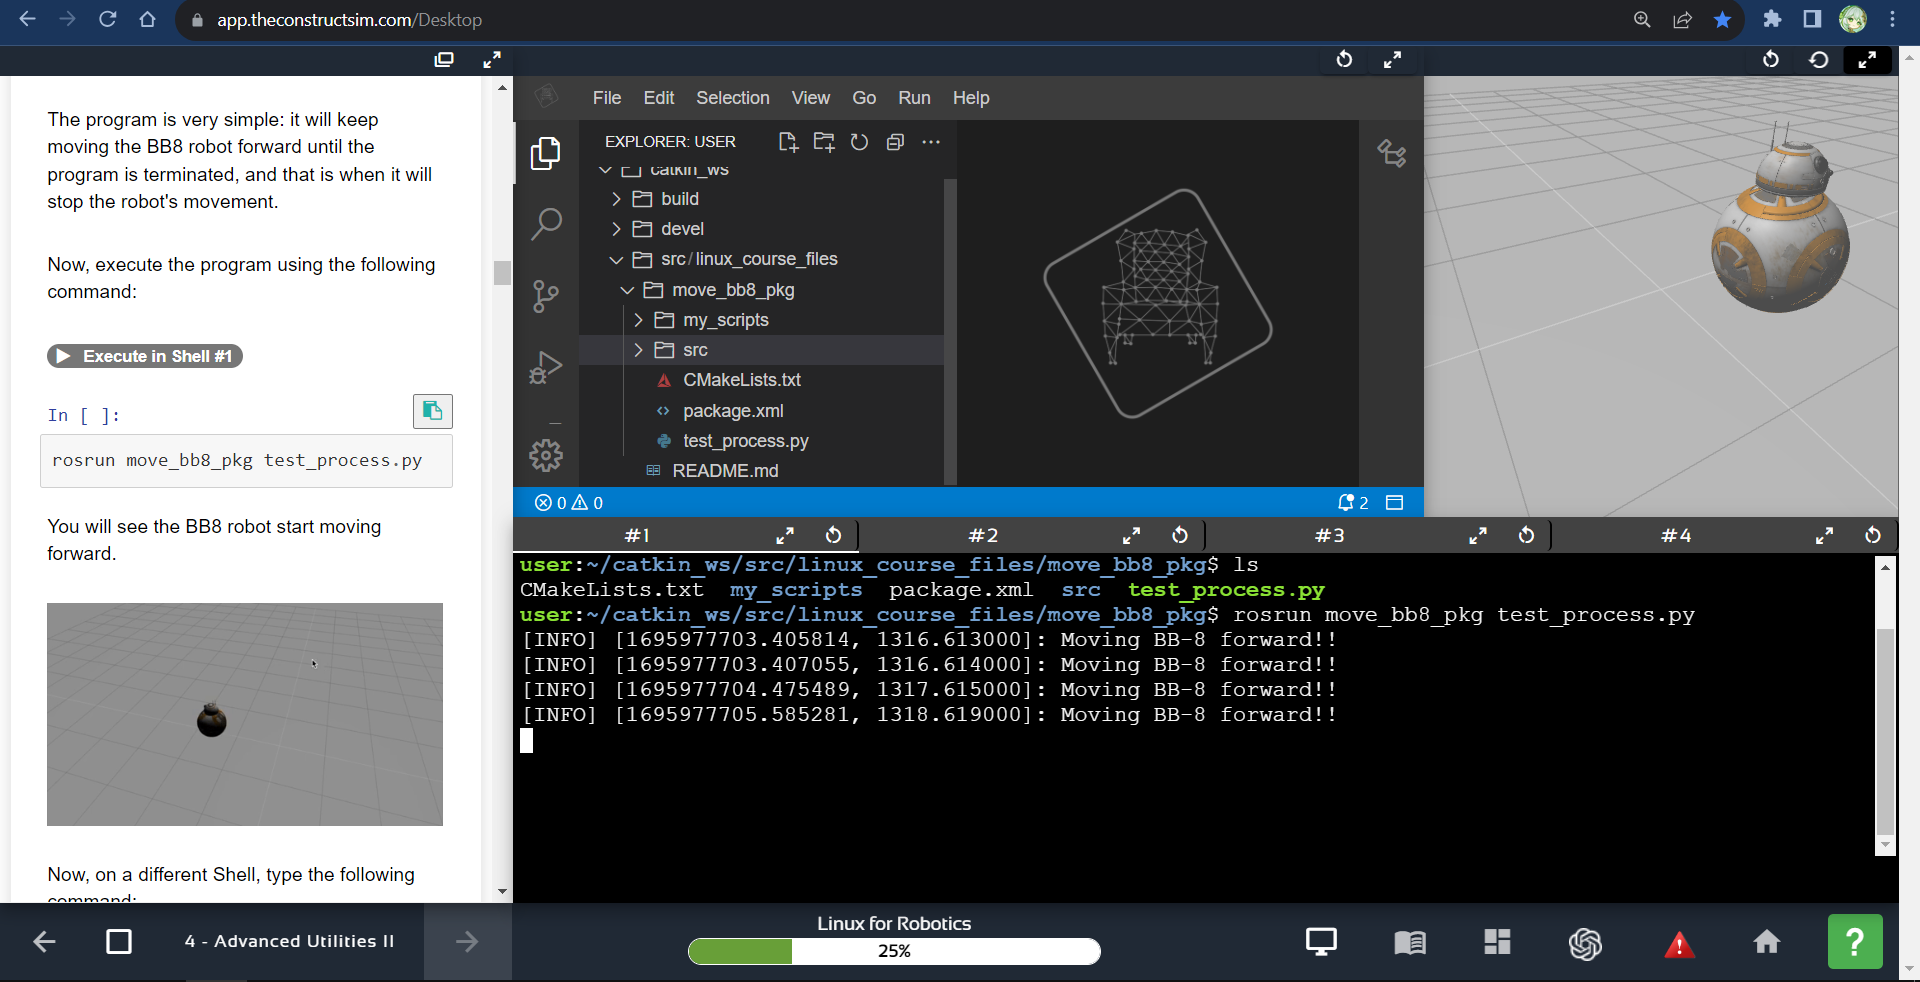 app.theconstructsim.com/Desktop
The program is very simple: it will keep
moving the BB8 robot forward until the
program is terminated, and that is when it will
stop the robot's movement.
Now, execute the program using the following
command:
Execute in Shell #1
In [ ]:
rosrun move_bb8_pkg test_process.py
You will see the BB8 robot start moving
forward.
Now, on a different Shell, type the following
command:
File Edit Selection View Go Run Help
EXPLORER: USER
catkin_ws
build
devel
src/linux_course_files
move_bb8_pkg
my_scripts
src
CMakeLists.txt
package.xml
test_process.py
README.md
0 0 2
#1 #2 #3 #4
user:~/catkin_ws/src/linux_course_files/move_bb8_pkg$ ls
CMakeLists.txt my_scripts package.xml src test_process.py
user:~/catkin_ws/src/linux_course_files/move_bb8_pkg$ rosrun move_bb8_pkg test_process.py
[INFO] [1695977703.405814, 1316.613000]: Moving BB-8 forward!!
[INFO] [1695977703.407055, 1316.614000]: Moving BB-8 forward!!
[INFO] [1695977704.475489, 1317.615000]: Moving BB-8 forward!!
[INFO] [1695977705.585281, 1318.619000]: Moving BB-8 forward!!
4 - Advanced Utilities II
Linux for Robotics
25%
?